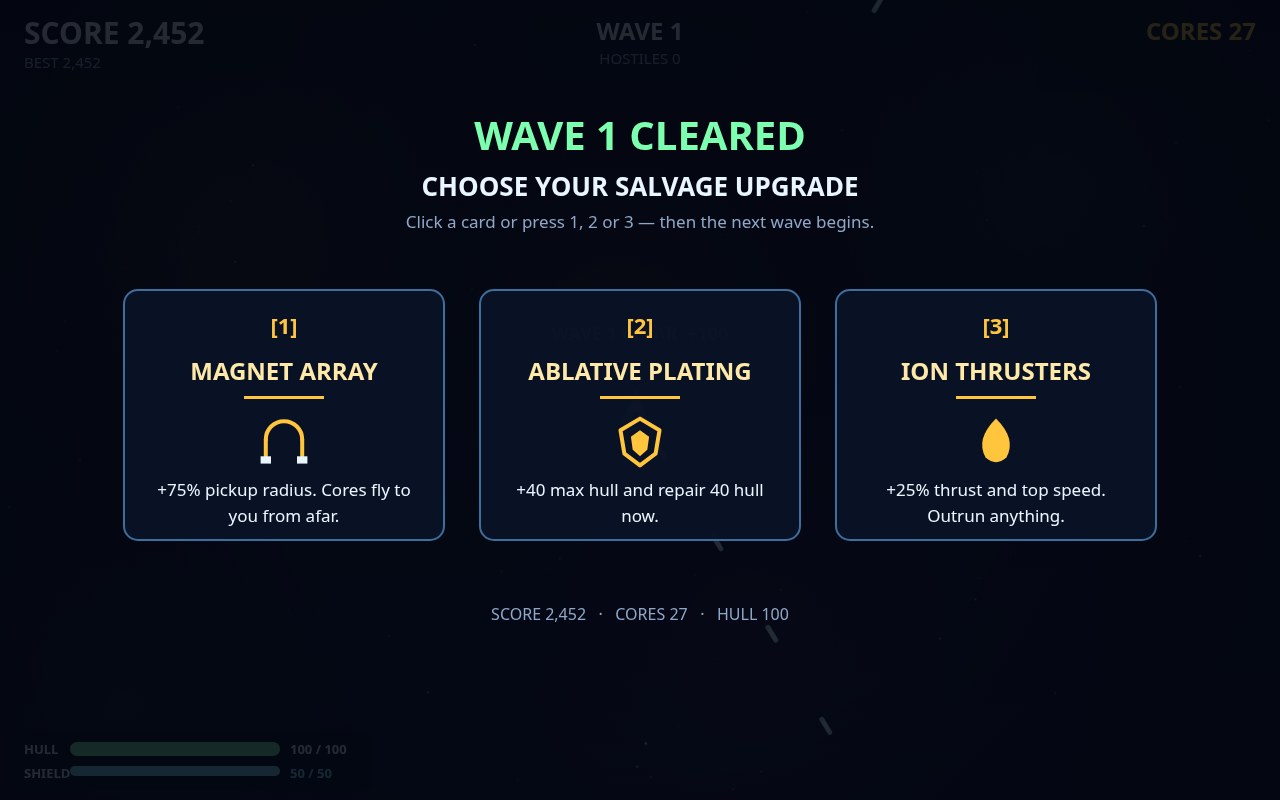 SCORE 2,452
BEST 2,452
WAVE 1
HOSTILES 0
CORES 27
WAVE 1 CLEARED
CHOOSE YOUR SALVAGE UPGRADE
Click a card or press 1, 2 or 3 — then the next wave begins.
[1]
MAGNET ARRAY
+75% pickup radius. Cores fly to
you from afar.
[2]
ABLATIVE PLATING
+40 max hull and repair 40 hull
now.
[3]
ION THRUSTERS
+25% thrust and top speed.
Outrun anything.
SCORE 2,452 · CORES 27 · HULL 100
HULL 100 / 100
SHIELD 50 / 50